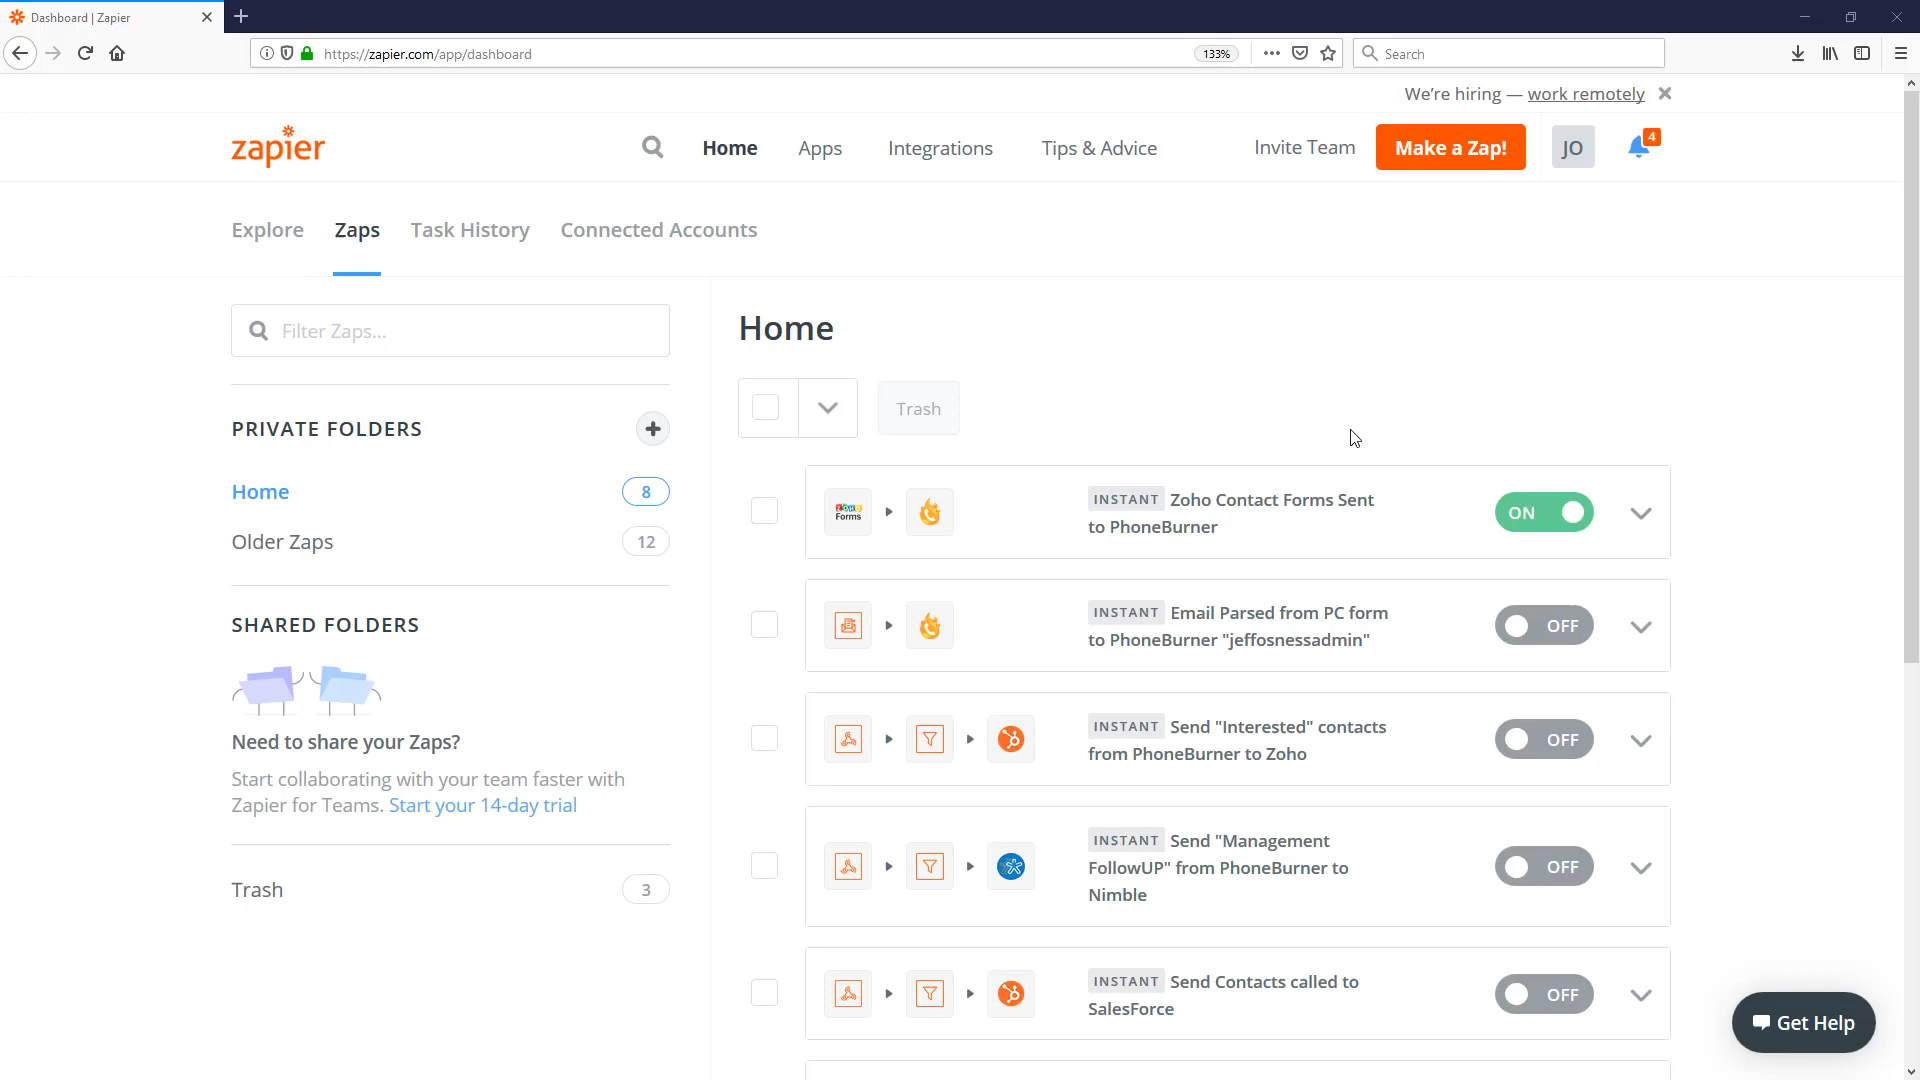 Dashboard | Zapier
https://zapier.com/app/dashboard
133%
Search
We're hiring — work remotely
zapier
Home
Apps
Integrations
Tips & Advice
Invite Team
Make a Zap!
JO
4
Explore
Zaps
Task History
Connected Accounts
Filter Zaps...
PRIVATE FOLDERS
Home
8
Older Zaps
12
SHARED FOLDERS
Need to share your Zaps?
Start collaborating with your team faster with
Zapier for Teams. Start your 14-day trial
Trash
3
Home
Trash
ZOHO
Forms
INSTANT Zoho Contact Forms Sent
to PhoneBurner
ON
INSTANT Email Parsed from PC form
to PhoneBurner "jeffosnessadmin"
OFF
INSTANT Send "Interested" contacts
from PhoneBurner to Zoho
OFF
INSTANT Send "Management
FollowUP" from PhoneBurner to
Nimble
OFF
INSTANT Send Contacts called to
SalesForce
OFF
Get Help